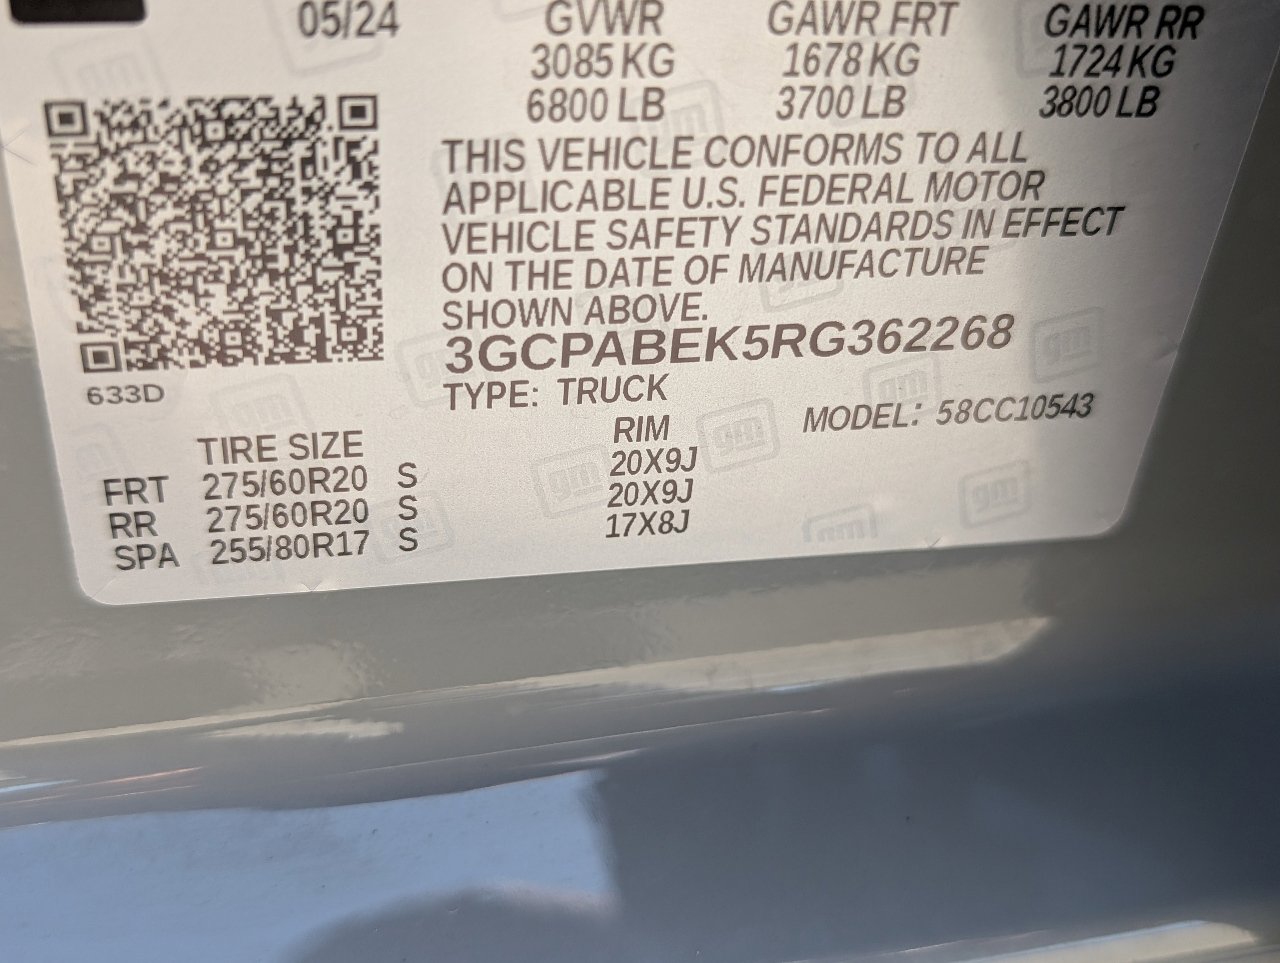 05/24 GVWR GAWR FRT GAWR RR
3085 KG 1678 KG 1724 KG
6800 LB 3700 LB 3800 LB
THIS VEHICLE CONFORMS TO ALL
APPLICABLE U.S. FEDERAL MOTOR
VEHICLE SAFETY STANDARDS IN EFFECT
ON THE DATE OF MANUFACTURE
SHOWN ABOVE.
3GCPABEK5RG362268
633D
TYPE: TRUCK
MODEL: 58CC10543
TIRE SIZE RIM
FRT 275/60R20 S 20X9J
RR 275/60R20 S 20X9J
SPA 255/80R17 S 17X8J